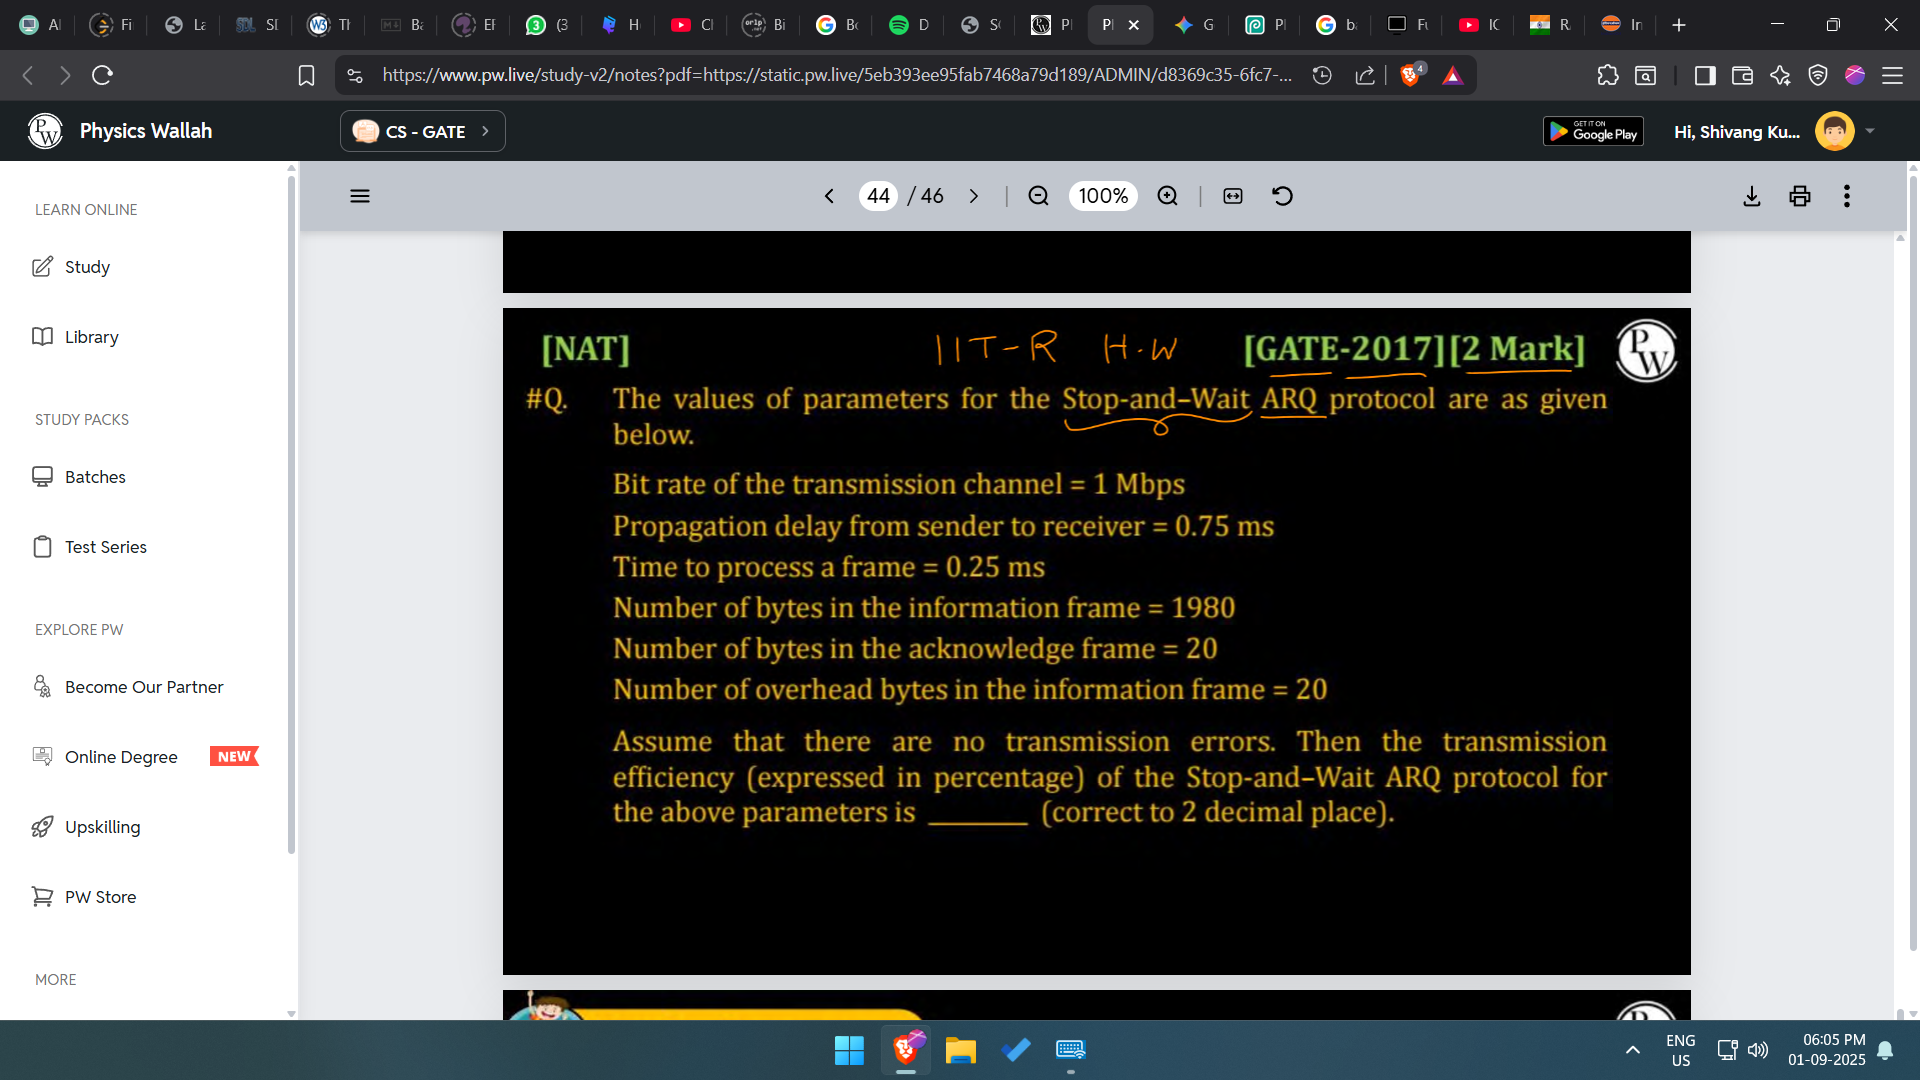 Al
Fi
La
SL
Th
Ba
EF
(3
H
Cl
Bi
Bo
D
SC
Pl
Pl
G
Pl
b
Fu
IC
R
In
https://www.pw.live/study-v2/notes?pdf=https://static.pw.live/5eb393ee95fab7468a79d189/ADMIN/d8369c35-6fc7-...
4
Physics Wallah
CS - GATE
GET IT ON
Google Play
Hi, Shivang Ku...
LEARN ONLINE
Study
Library
STUDY PACKS
Batches
Test Series
EXPLORE PW
Become Our Partner
Online Degree NEW
Upskilling
PW Store
MORE
44 / 46
100%
[NAT] IIT-R H.W [GATE-2017][2 Mark]
PW
#Q. The values of parameters for the Stop-and–Wait ARQ protocol are as given
below.
Bit rate of the transmission channel = 1 Mbps
Propagation delay from sender to receiver = 0.75 ms
Time to process a frame = 0.25 ms
Number of bytes in the information frame = 1980
Number of bytes in the acknowledge frame = 20
Number of overhead bytes in the information frame = 20
Assume that there are no transmission errors. Then the transmission
efficiency (expressed in percentage) of the Stop-and–Wait ARQ protocol for
the above parameters is ________ (correct to 2 decimal place).
ENG
US
06:05 PM
01-09-2025